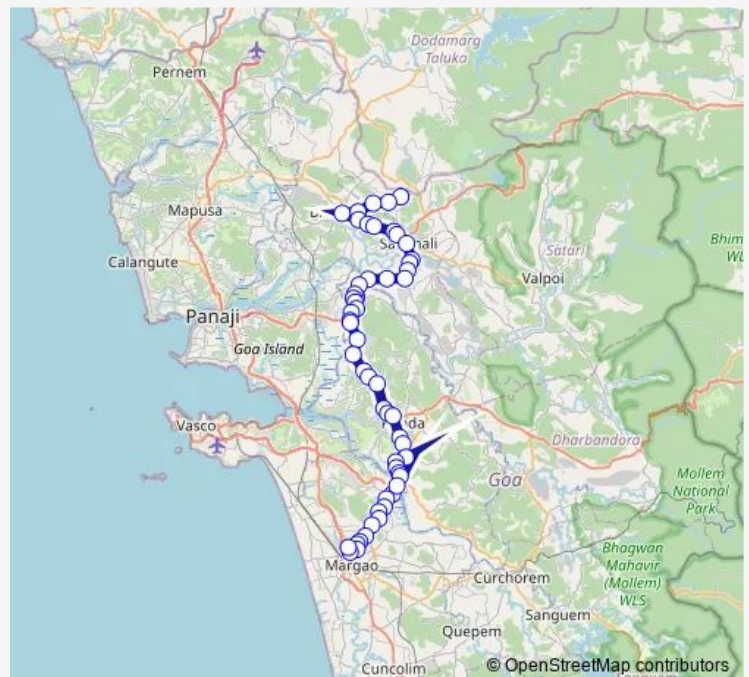 Dodamarg
Taluka
Pernem
Mapusa
Satari
Calangute
Valpoi
Panaji
Goa Island
Vasco
Dharbandora
Goa
Mollem
National
Park
Bhagwan
Mahavir
(Mollem)
WLS
Margao
Curchorem
Sanguem
Quepem
Cuncolim
© OpenStreetMap contributors